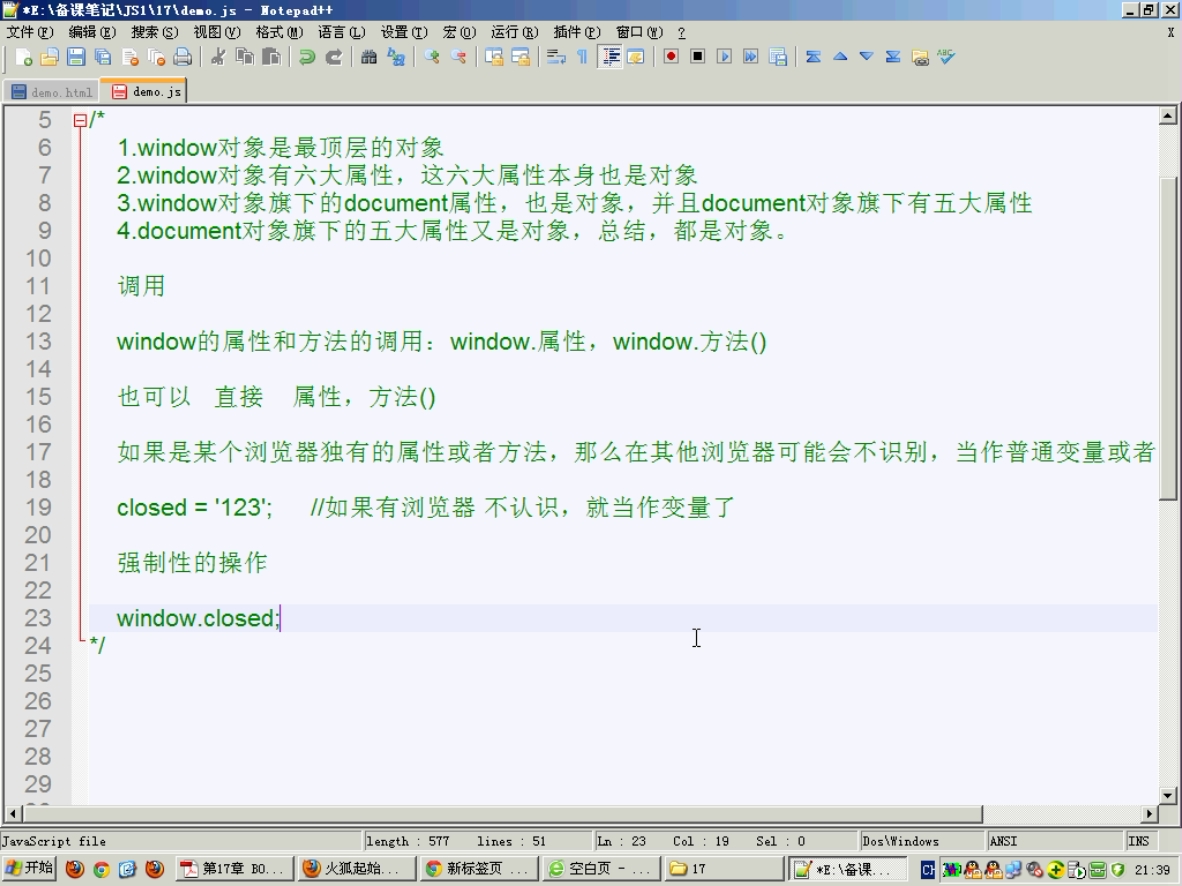 *E:\备课笔记\JS1\17\demo.js - Notepad++
文件(F) 编辑(E) 搜索(S) 视图(V) 格式(M) 语言(L) 设置(T) 宏(O) 运行(R) 插件(P) 窗口(W) ? X
demo.html demo.js
5 /*
6 1.window对象是最顶层的对象
7 2.window对象有六大属性，这六大属性本身也是对象
8 3.window对象旗下的document属性，也是对象，并且document对象旗下有五大属性
9 4.document对象旗下的五大属性又是对象，总结，都是对象。
10
11 调用
12
13 window的属性和方法的调用：window.属性，window.方法()
14
15 也可以 直接 属性，方法()
16
17 如果是某个浏览器独有的属性或者方法，那么在其他浏览器可能会不识别，当作普通变量或者
18
19 closed = '123'; //如果有浏览器 不认识，就当作变量了
20
21 强制性的操作
22
23 window.closed;
24 */
25
26
27
28
29
JavaScript file length : 577 lines : 51 Ln : 23 Col : 19 Sel : 0 Dos\Windows ANSI INS
开始 第17章 BO... 火狐起始... 新标签页 ... 空白页 - ... 17 *E:\备课... CH 21:39